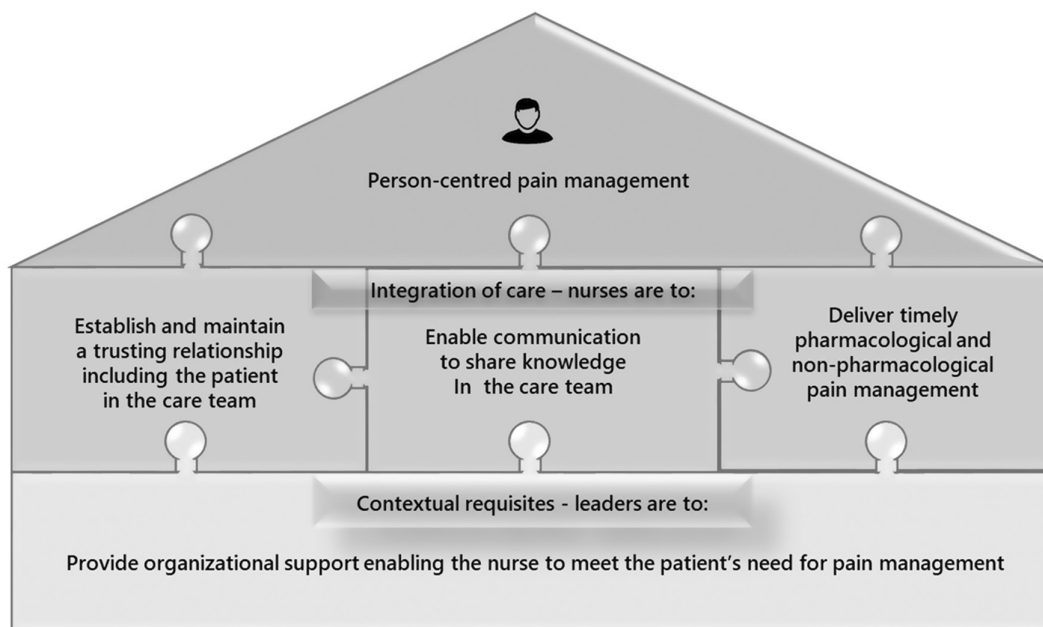 Person-centred pain management
Integration of care – nurses are to:
Establish and maintain
a trusting relationship
including the patient
in the care team
Enable communication
to share knowledge
In the care team
Deliver timely
pharmacological and
non-pharmacological
pain management
Contextual requisites - leaders are to:
Provide organizational support enabling the nurse to meet the patient's need for pain management